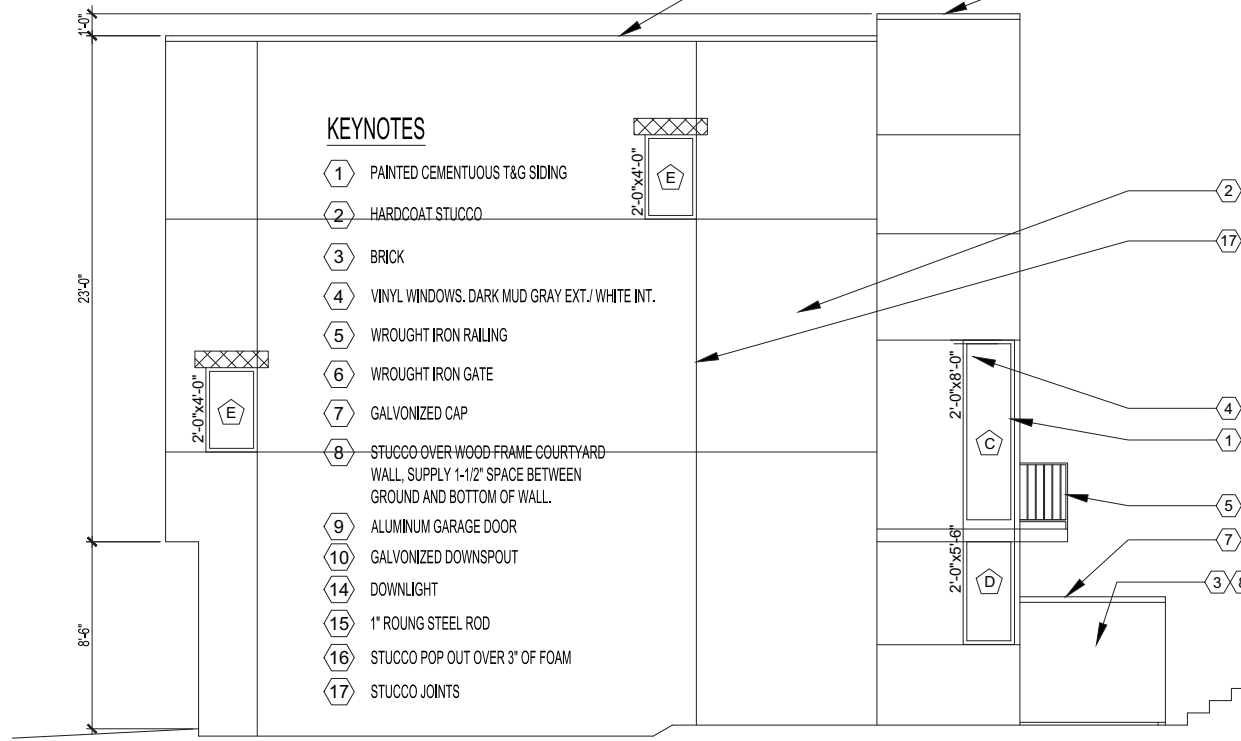 1'-0"
23'-0"
8'-6"
KEYNOTES
1 PAINTED CEMENTUOUS T&G SIDING
2 HARDCOAT STUCCO
3 BRICK
4 VINYL WINDOWS. DARK MUD GRAY EXT./ WHITE INT.
5 WROUGHT IRON RAILING
6 WROUGHT IRON GATE
7 GALVONIZED CAP
8 STUCCO OVER WOOD FRAME COURTYARD
WALL, SUPPLY 1-1/2" SPACE BETWEEN
GROUND AND BOTTOM OF WALL.
9 ALUMINUM GARAGE DOOR
10 GALVONIZED DOWNSPOUT
14 DOWNLIGHT
15 1" ROUNG STEEL ROD
16 STUCCO POP OUT OVER 3" OF FOAM
17 STUCCO JOINTS
2'-0"x4'-0"
E
2'-0"x4'-0"
E
2'-0"x8'-0"
C
2'-0"x5'-6"
D
2
17
4
1
5
7
3 8